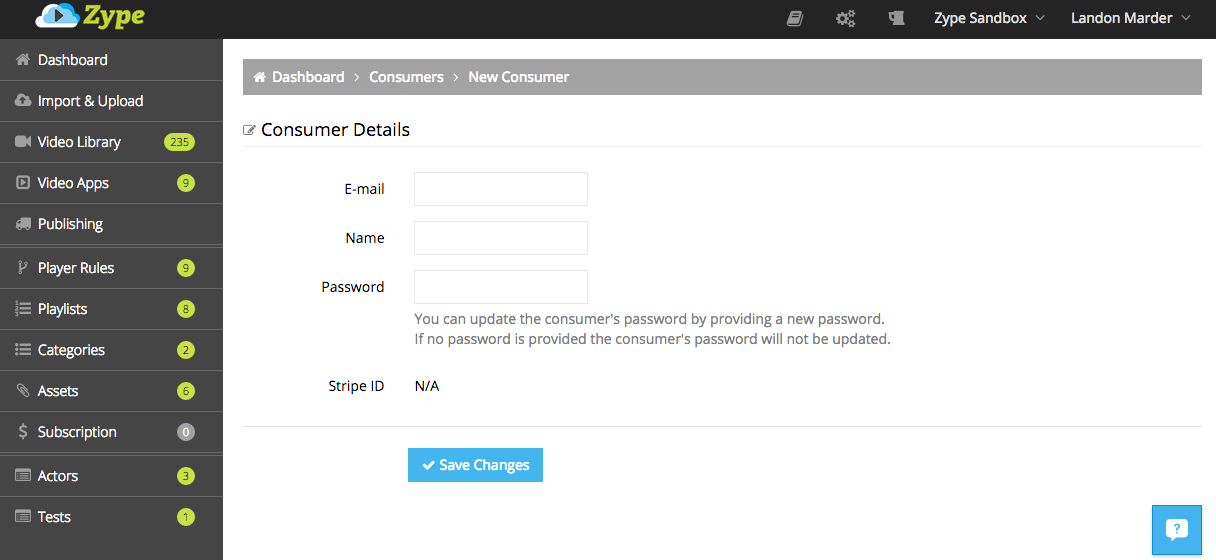 Zype
Zype Sandbox
Landon Marder
Dashboard
Import & Upload
Video Library 235
Video Apps 9
Publishing
Player Rules 9
Playlists 8
Categories 2
Assets 6
Subscription 0
Actors 3
Tests 1
Dashboard > Consumers > New Consumer
Consumer Details
E-mail
Name
Password
You can update the consumer's password by providing a new password.
If no password is provided the consumer's password will not be updated.
Stripe ID N/A
Save Changes
?